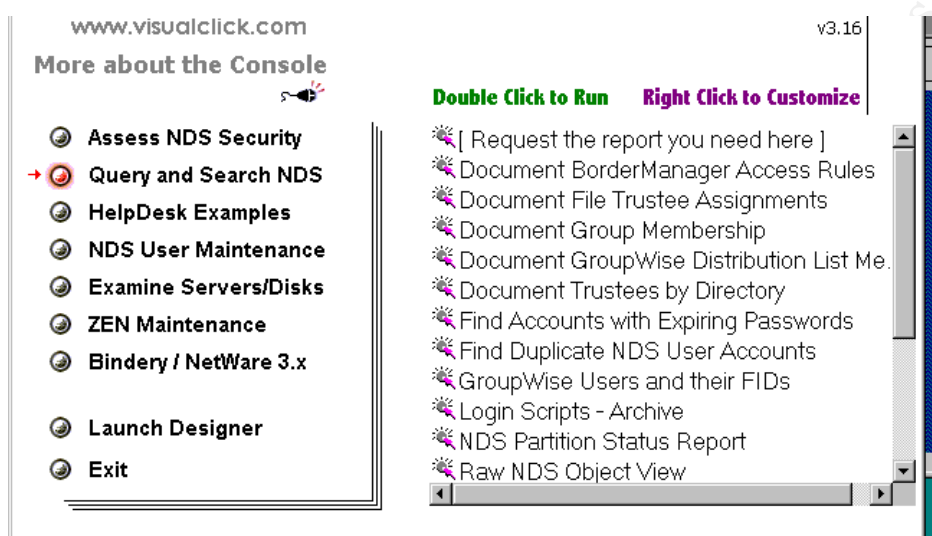 www.visualclick.com
v3.16
More about the Console
Double Click to Run
Right Click to Customize
Assess NDS Security
Query and Search NDS
HelpDesk Examples
NDS User Maintenance
Examine Servers/Disks
ZEN Maintenance
Bindery / NetWare 3.x
Launch Designer
Exit
[ Request the report you need here ]
Document BorderManager Access Rules
Document File Trustee Assignments
Document Group Membership
Document GroupWise Distribution List Me.
Document Trustees by Directory
Find Accounts with Expiring Passwords
Find Duplicate NDS User Accounts
GroupWise Users and their FIDs
Login Scripts - Archive
NDS Partition Status Report
Raw NDS Object View